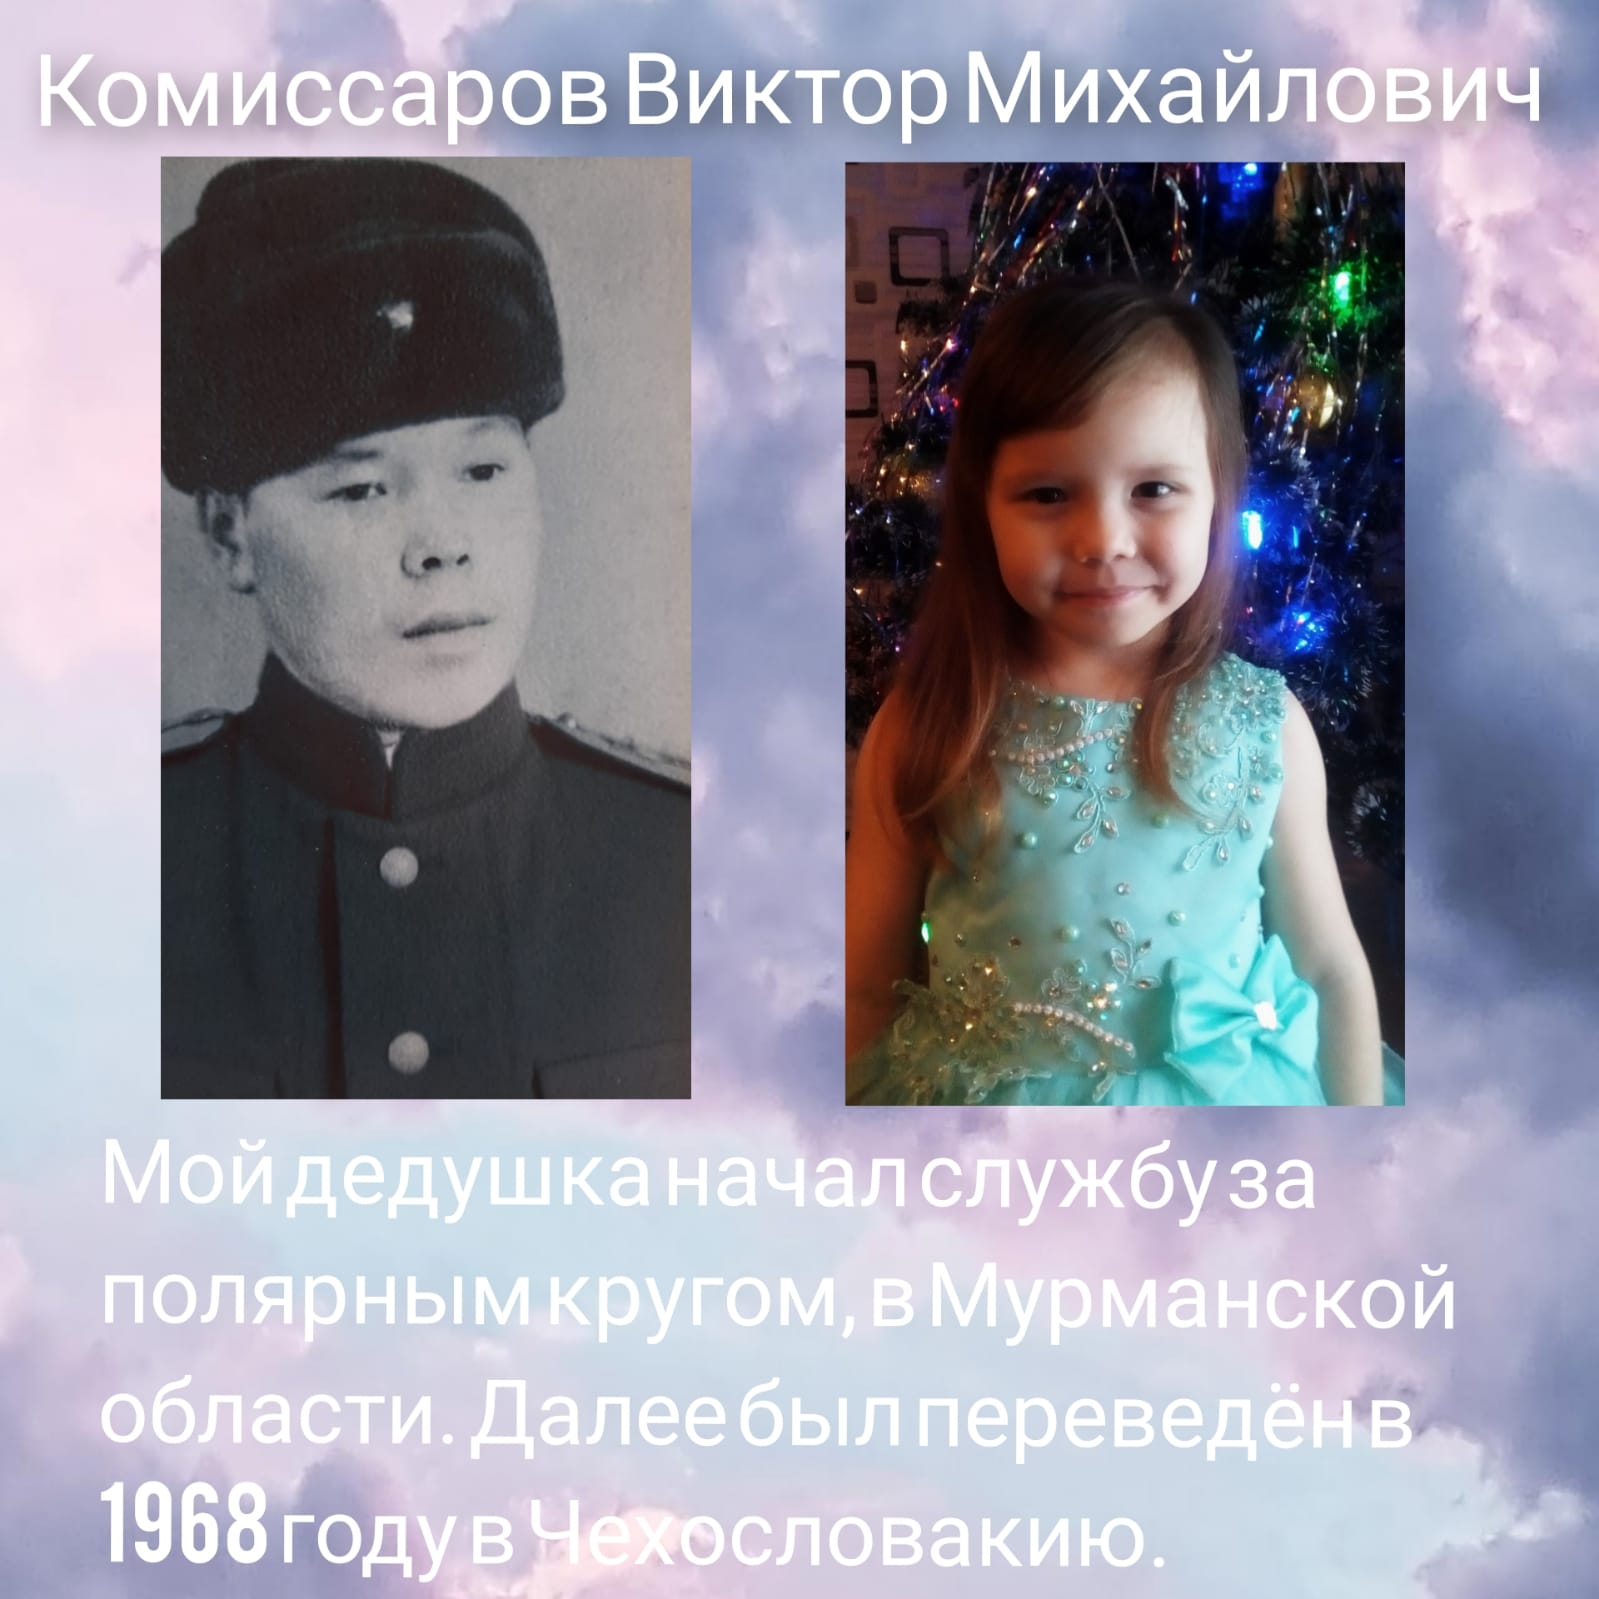 Комиссаров Виктор Михайлович
Мой дедушка начал службу за
полярным кругом, в Мурманской
области. Далее был переведён в
1968 году в Чехословакию.